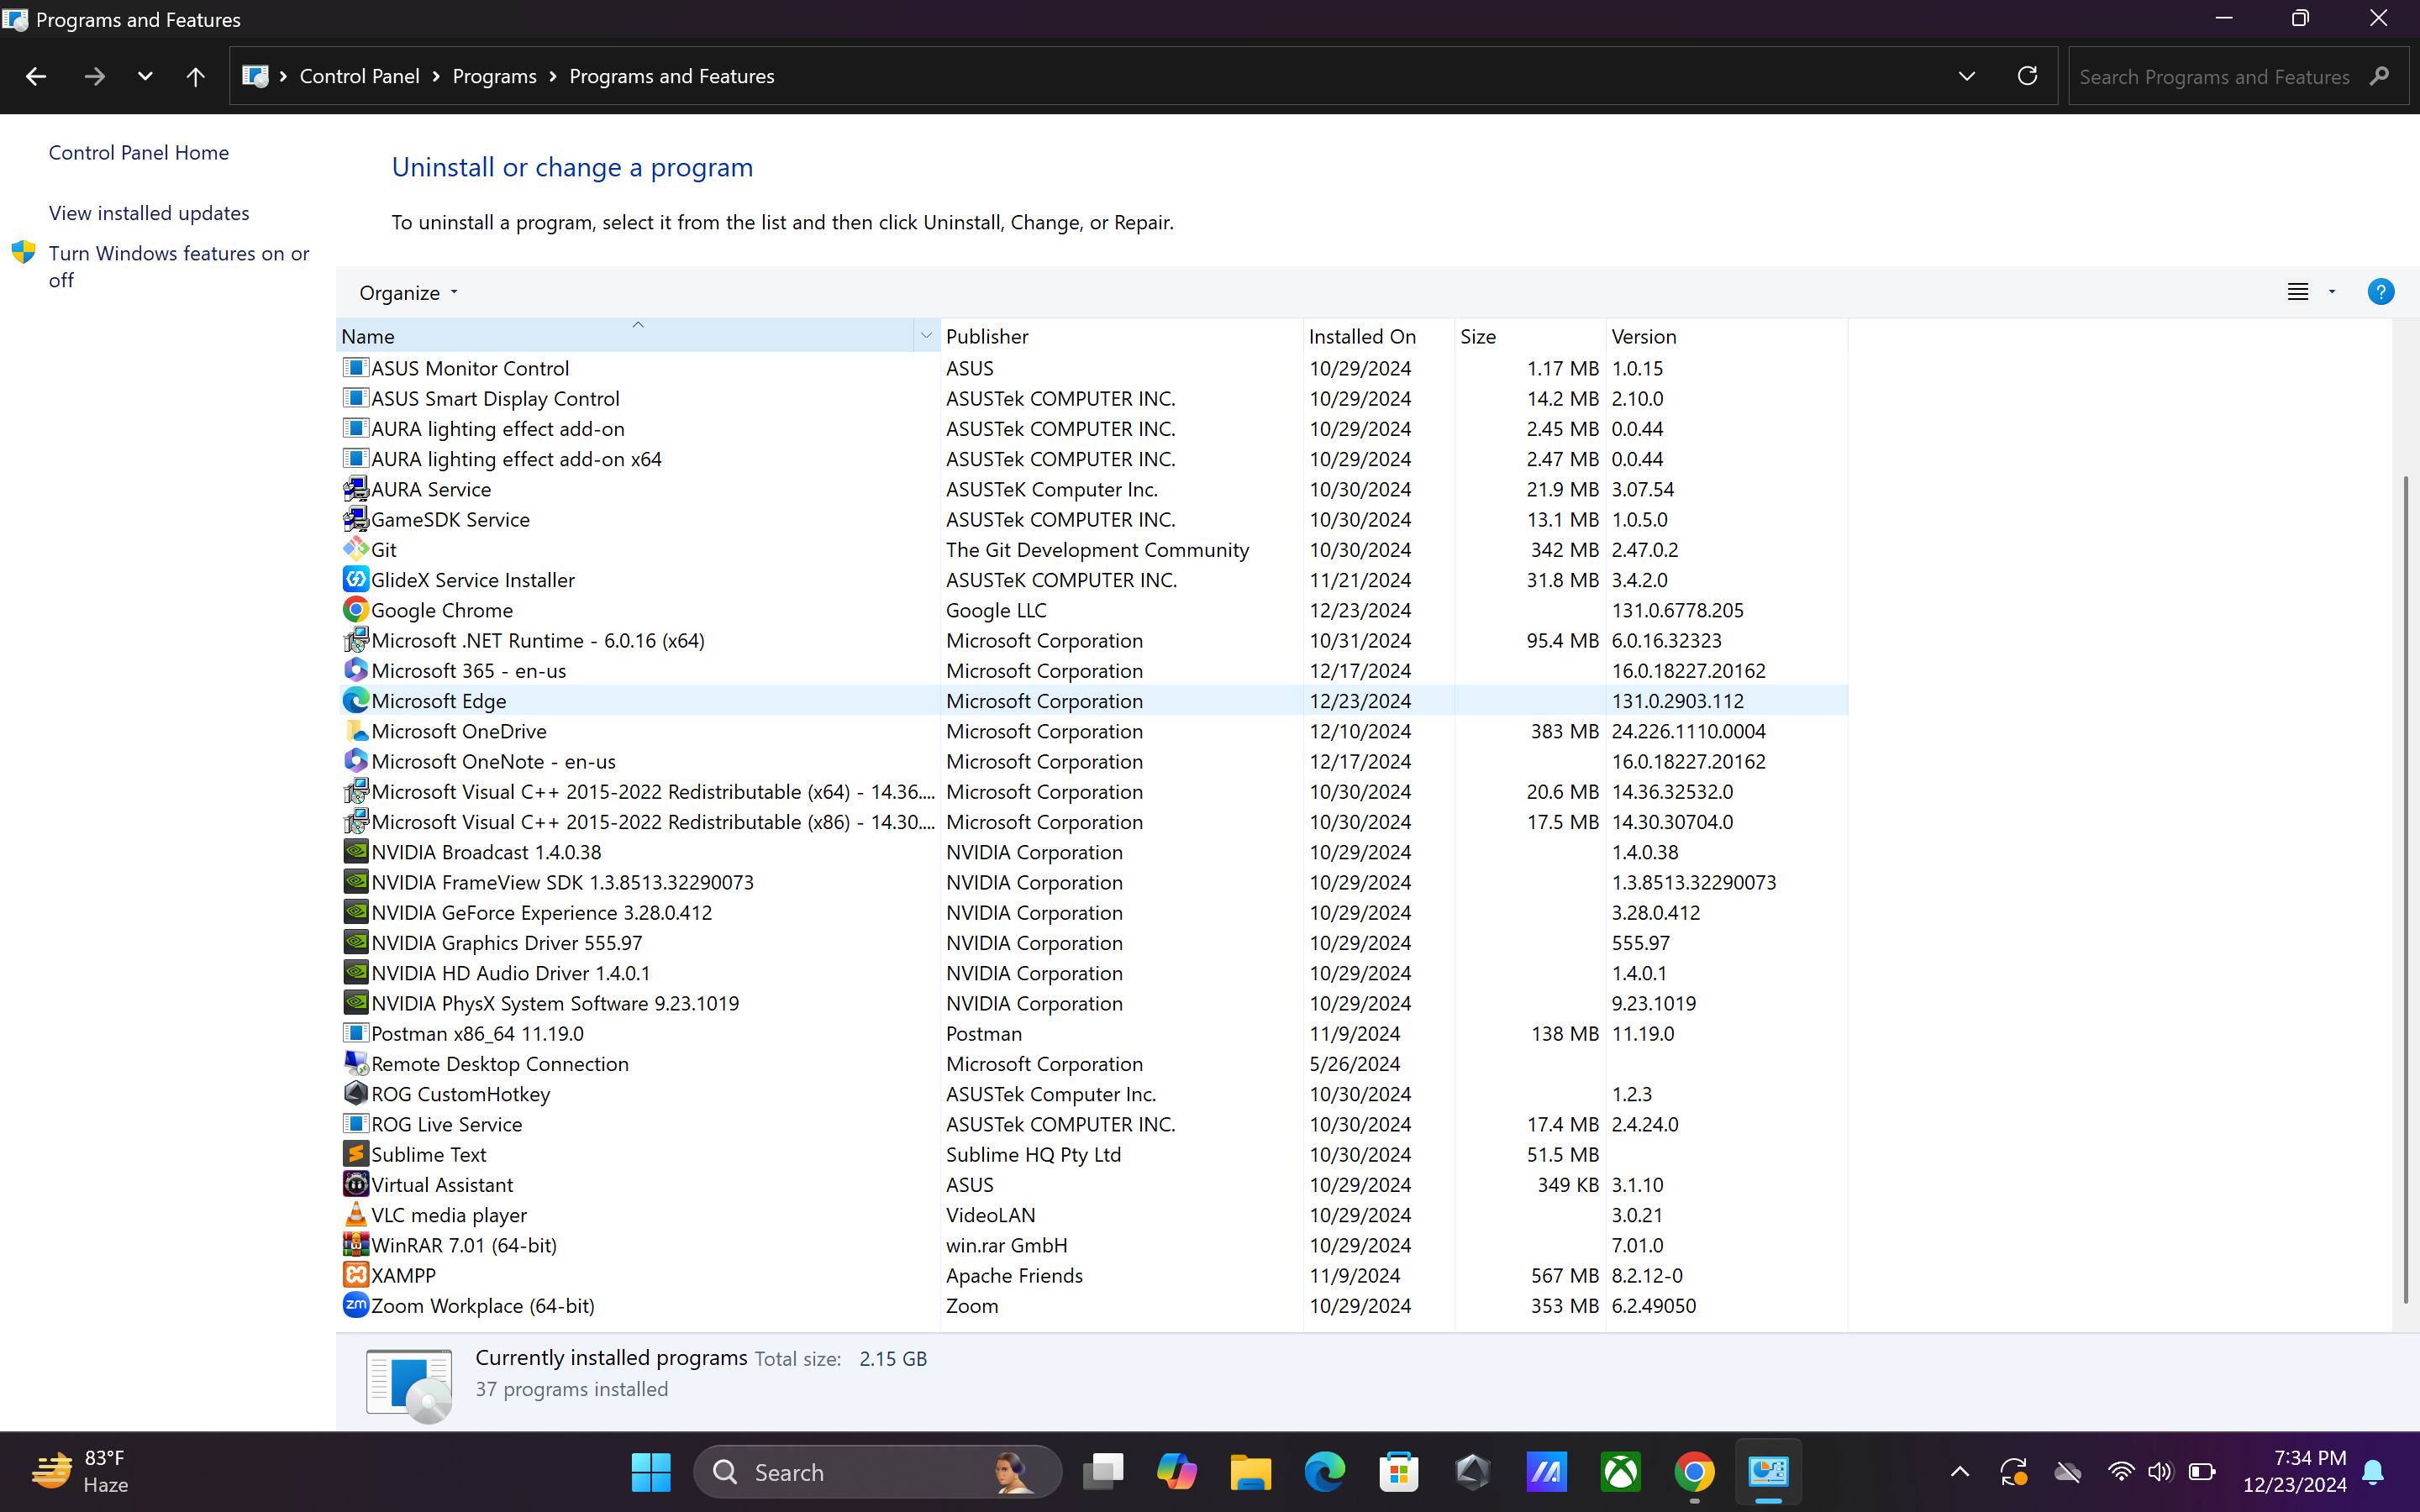 Programs and Features
Control Panel > Programs > Programs and Features
Search Programs and Features
Control Panel Home
View installed updates
Turn Windows features on or
off
Uninstall or change a program
To uninstall a program, select it from the list and then click Uninstall, Change, or Repair.
Organize
Name Publisher Installed On Size Version
ASUS Monitor Control ASUS 10/29/2024 1.17 MB 1.0.15
ASUS Smart Display Control ASUSTek COMPUTER INC. 10/29/2024 14.2 MB 2.10.0
AURA lighting effect add-on ASUSTek COMPUTER INC. 10/29/2024 2.45 MB 0.0.44
AURA lighting effect add-on x64 ASUSTek COMPUTER INC. 10/29/2024 2.47 MB 0.0.44
AURA Service ASUSTeK Computer Inc. 10/30/2024 21.9 MB 3.07.54
GameSDK Service ASUSTek COMPUTER INC. 10/30/2024 13.1 MB 1.0.5.0
Git The Git Development Community 10/30/2024 342 MB 2.47.0.2
GlideX Service Installer ASUSTeK COMPUTER INC. 11/21/2024 31.8 MB 3.4.2.0
Google Chrome Google LLC 12/23/2024 131.0.6778.205
Microsoft .NET Runtime - 6.0.16 (x64) Microsoft Corporation 10/31/2024 95.4 MB 6.0.16.32323
Microsoft 365 - en-us Microsoft Corporation 12/17/2024 16.0.18227.20162
Microsoft Edge Microsoft Corporation 12/23/2024 131.0.2903.112
Microsoft OneDrive Microsoft Corporation 12/10/2024 383 MB 24.226.1110.0004
Microsoft OneNote - en-us Microsoft Corporation 12/17/2024 16.0.18227.20162
Microsoft Visual C++ 2015-2022 Redistributable (x64) - 14.36.... Microsoft Corporation 10/30/2024 20.6 MB 14.36.32532.0
Microsoft Visual C++ 2015-2022 Redistributable (x86) - 14.30.... Microsoft Corporation 10/30/2024 17.5 MB 14.30.30704.0
NVIDIA Broadcast 1.4.0.38 NVIDIA Corporation 10/29/2024 1.4.0.38
NVIDIA FrameView SDK 1.3.8513.32290073 NVIDIA Corporation 10/29/2024 1.3.8513.32290073
NVIDIA GeForce Experience 3.28.0.412 NVIDIA Corporation 10/29/2024 3.28.0.412
NVIDIA Graphics Driver 555.97 NVIDIA Corporation 10/29/2024 555.97
NVIDIA HD Audio Driver 1.4.0.1 NVIDIA Corporation 10/29/2024 1.4.0.1
NVIDIA PhysX System Software 9.23.1019 NVIDIA Corporation 10/29/2024 9.23.1019
Postman x86_64 11.19.0 Postman 11/9/2024 138 MB 11.19.0
Remote Desktop Connection Microsoft Corporation 5/26/2024
ROG CustomHotkey ASUSTek Computer Inc. 10/30/2024 1.2.3
ROG Live Service ASUSTek COMPUTER INC. 10/30/2024 17.4 MB 2.4.24.0
Sublime Text Sublime HQ Pty Ltd 10/30/2024 51.5 MB
Virtual Assistant ASUS 10/29/2024 349 KB 3.1.10
VLC media player VideoLAN 10/29/2024 3.0.21
WinRAR 7.01 (64-bit) win.rar GmbH 10/29/2024 7.01.0
XAMPP Apache Friends 11/9/2024 567 MB 8.2.12-0
zm Zoom Workplace (64-bit) Zoom 10/29/2024 353 MB 6.2.49050
Currently installed programs Total size: 2.15 GB
37 programs installed
83°F
Haze
Search
7:34 PM
12/23/2024